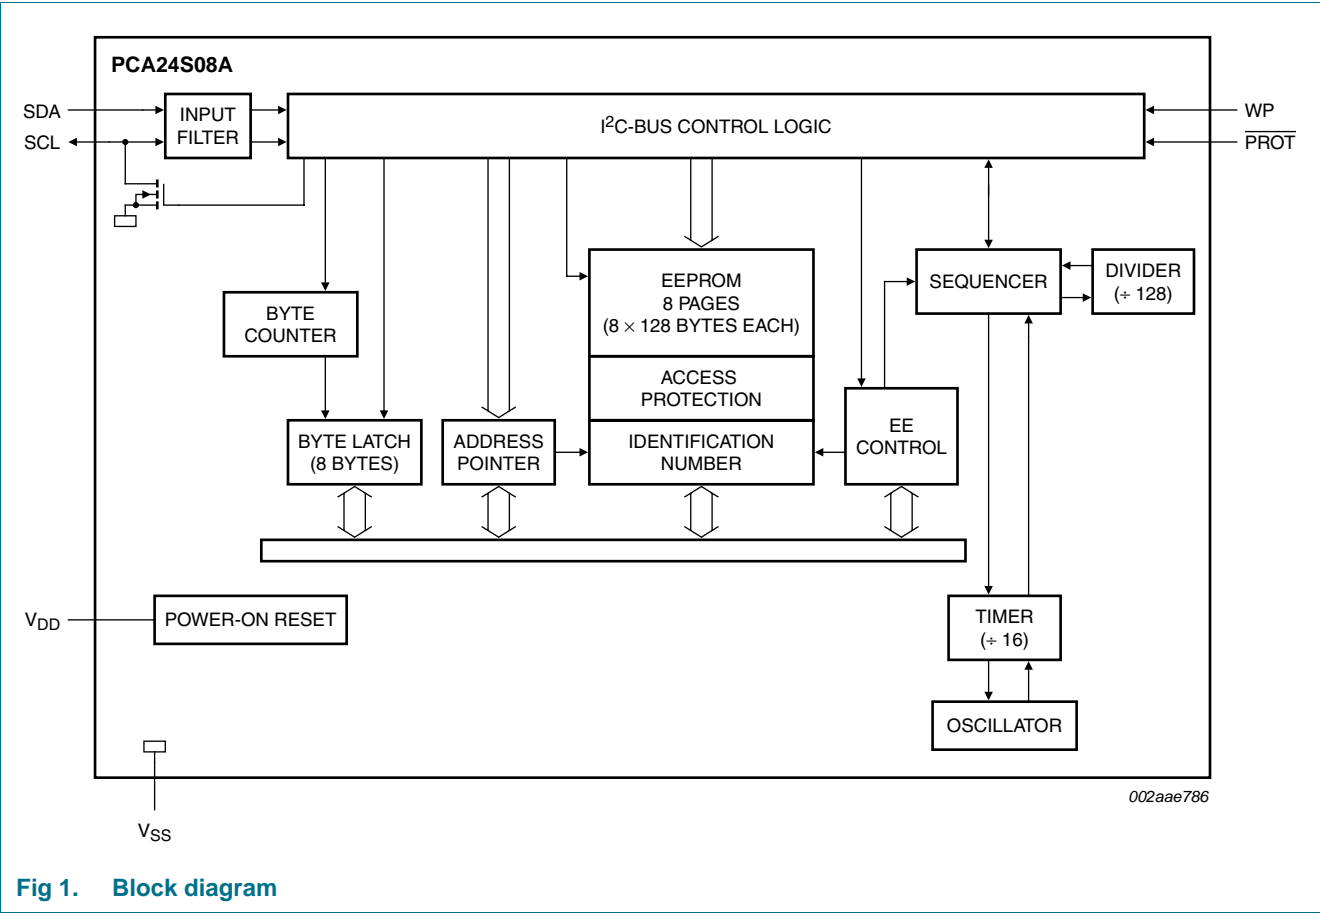 PCA24S08A
SDA
SCL
INPUT
FILTER
I²C-BUS CONTROL LOGIC
WP
PROT
BYTE
COUNTER
EEPROM
8 PAGES
(8 × 128 BYTES EACH)
SEQUENCER
DIVIDER
(÷ 128)
ACCESS
PROTECTION
BYTE LATCH
(8 BYTES)
ADDRESS
POINTER
IDENTIFICATION
NUMBER
EE
CONTROL
VDD
POWER-ON RESET
TIMER
(÷ 16)
OSCILLATOR
VSS
002aae786
Fig 1. Block diagram